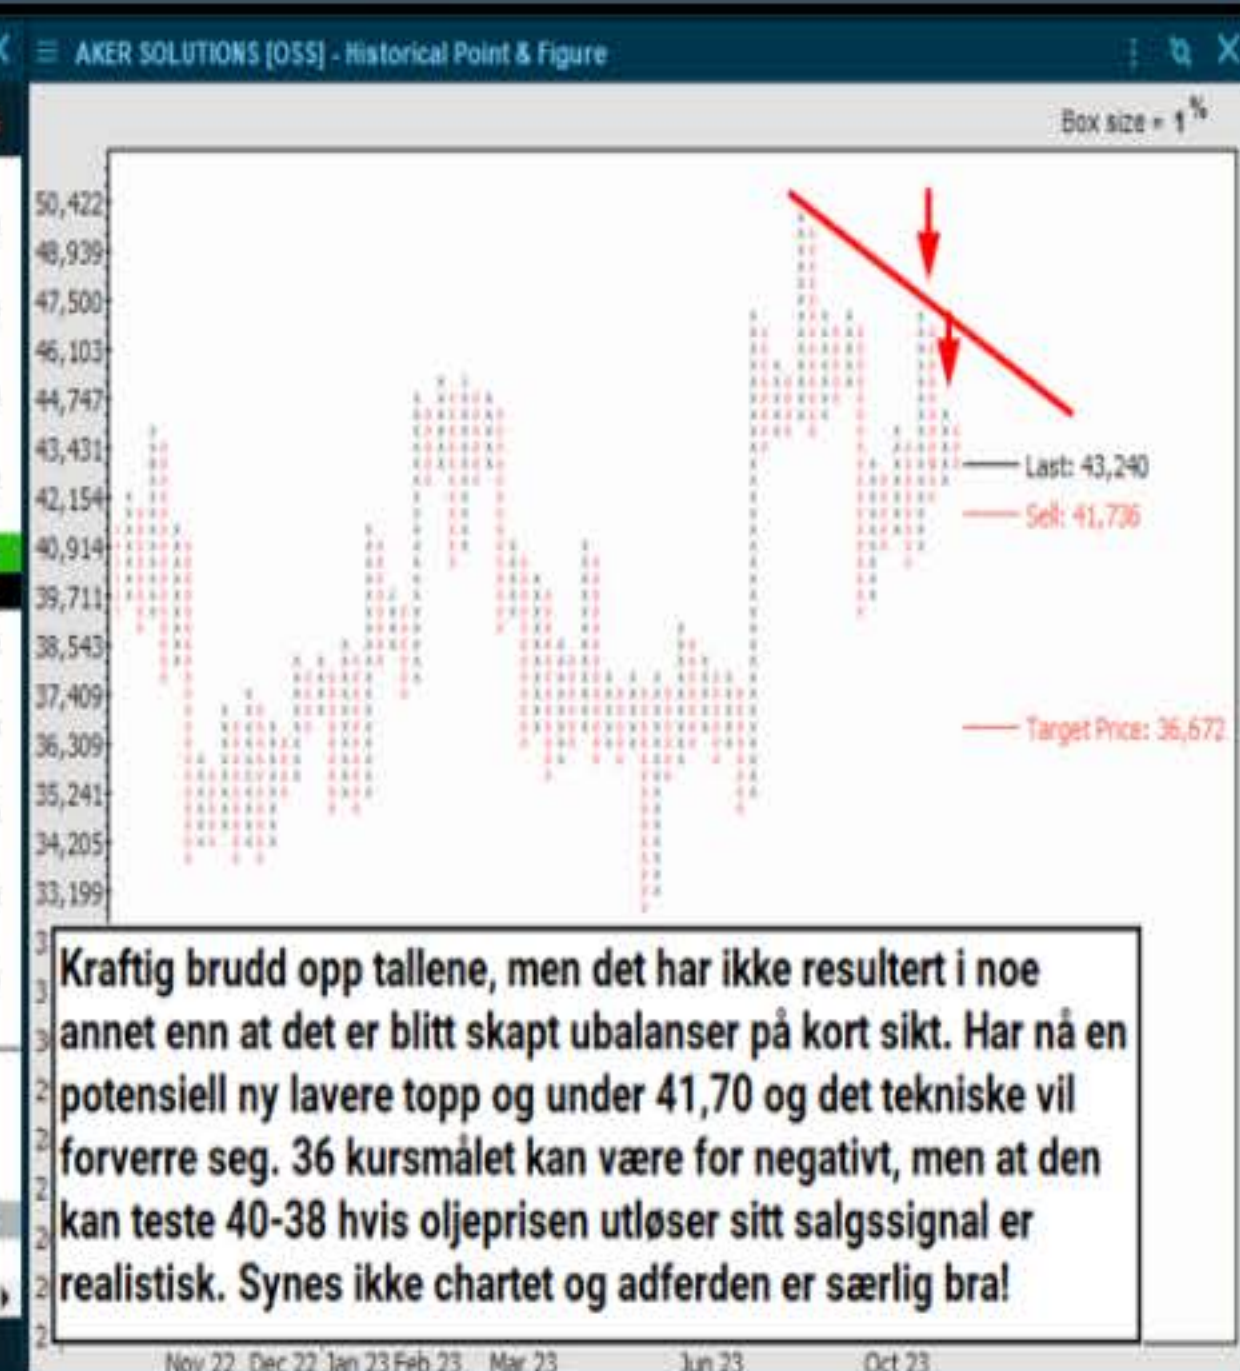 AKER SOLUTIONS [OSS] - Historical Point & Figure
Box size = 1 %
50,422
48,939
47,500
46,103
44,747
43,431
42,154
40,914
39,711
38,543
37,409
36,309
35,241
34,205
33,199
Last: 43,240
Sell: 41,736
Target Price: 36,672
Kraftig brudd opp tallene, men det har ikke resultert i noe
annet enn at det er blitt skapt ubalanser på kort sikt. Har nå en
potensiell ny lavere topp og under 41,70 og det tekniske vil
forverre seg. 36 kursmålet kan være for negativt, men at den
kan teste 40-38 hvis oljeprisen utløser sitt salgssignal er
realistisk. Synes ikke chartet og adferden er særlig bra!
Nov 22 Dec 22 Jan 23 Feb 23 Mar 23 Jun 23 Oct 23